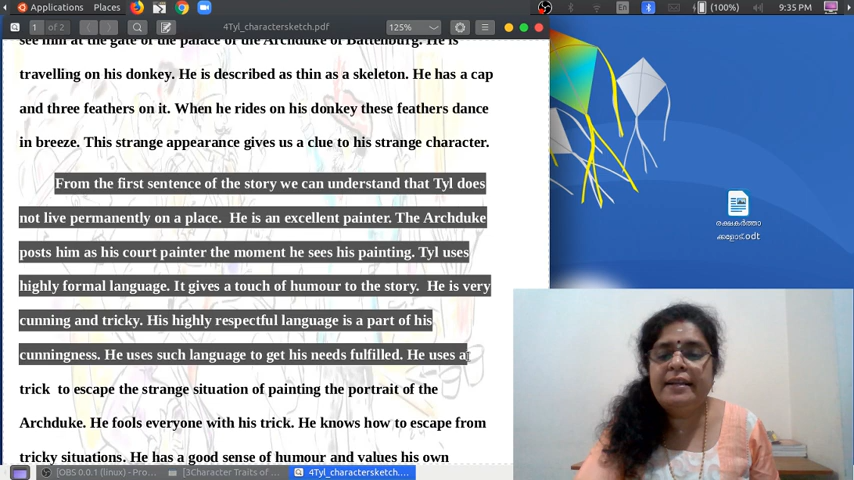 Applications Places En (100%) 9:35 PM
1 of 2 4Tyl_charactersketch.pdf 125%
see him at the gate of the palace of the Archduke of Battenburg. He is
travelling on his donkey. He is described as thin as a skeleton. He has a cap
and three feathers on it. When he rides on his donkey these feathers dance
in breeze. This strange appearance gives us a clue to his strange character.
From the first sentence of the story we can understand that Tyl does
not live permanently on a place. He is an excellent painter. The Archduke
posts him as his court painter the moment he sees his painting. Tyl uses
highly formal language. It gives a touch of humour to the story. He is very
cunning and tricky. His highly respectful language is a part of his
cunningness. He uses such language to get his needs fulfilled. He uses a
trick to escape the strange situation of painting the portrait of the
Archduke. He fools everyone with his trick. He knows how to escape from
tricky situations. He has a good sense of humour and values his own
രക്ഷകർത്താ
ക്കളോട്.odt
[OBS 0.0.1 (linux) - Pro... [3Character Traits of ... 4Tyl_charactersketch....